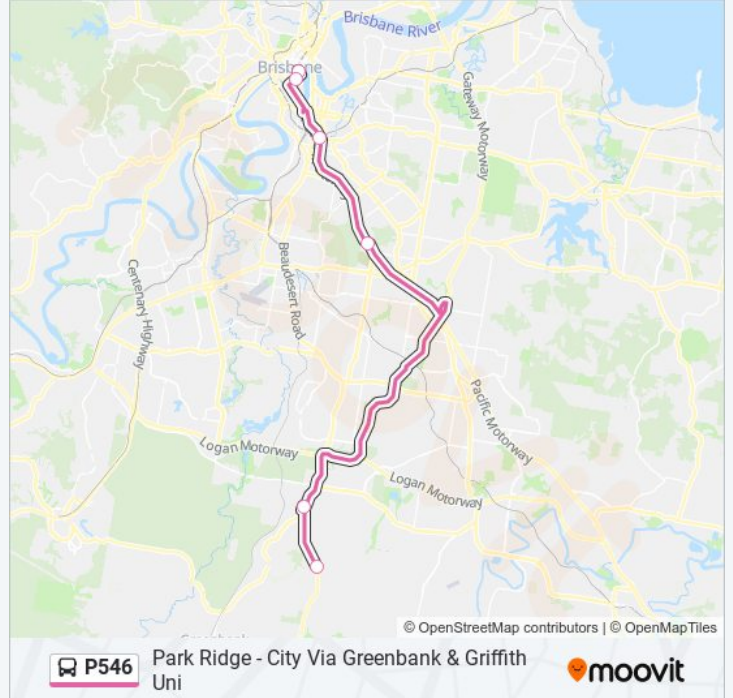 Brisbane River
Brisbane
Gateway Motorway
Beaudesert Road
Centenary Highway
Pacific Motorway
Logan Motorway
Logan Motorway
© OpenStreetMap contributors | © OpenMapTiles
P546
Park Ridge - City Via Greenbank & Griffith
Uni
moovit